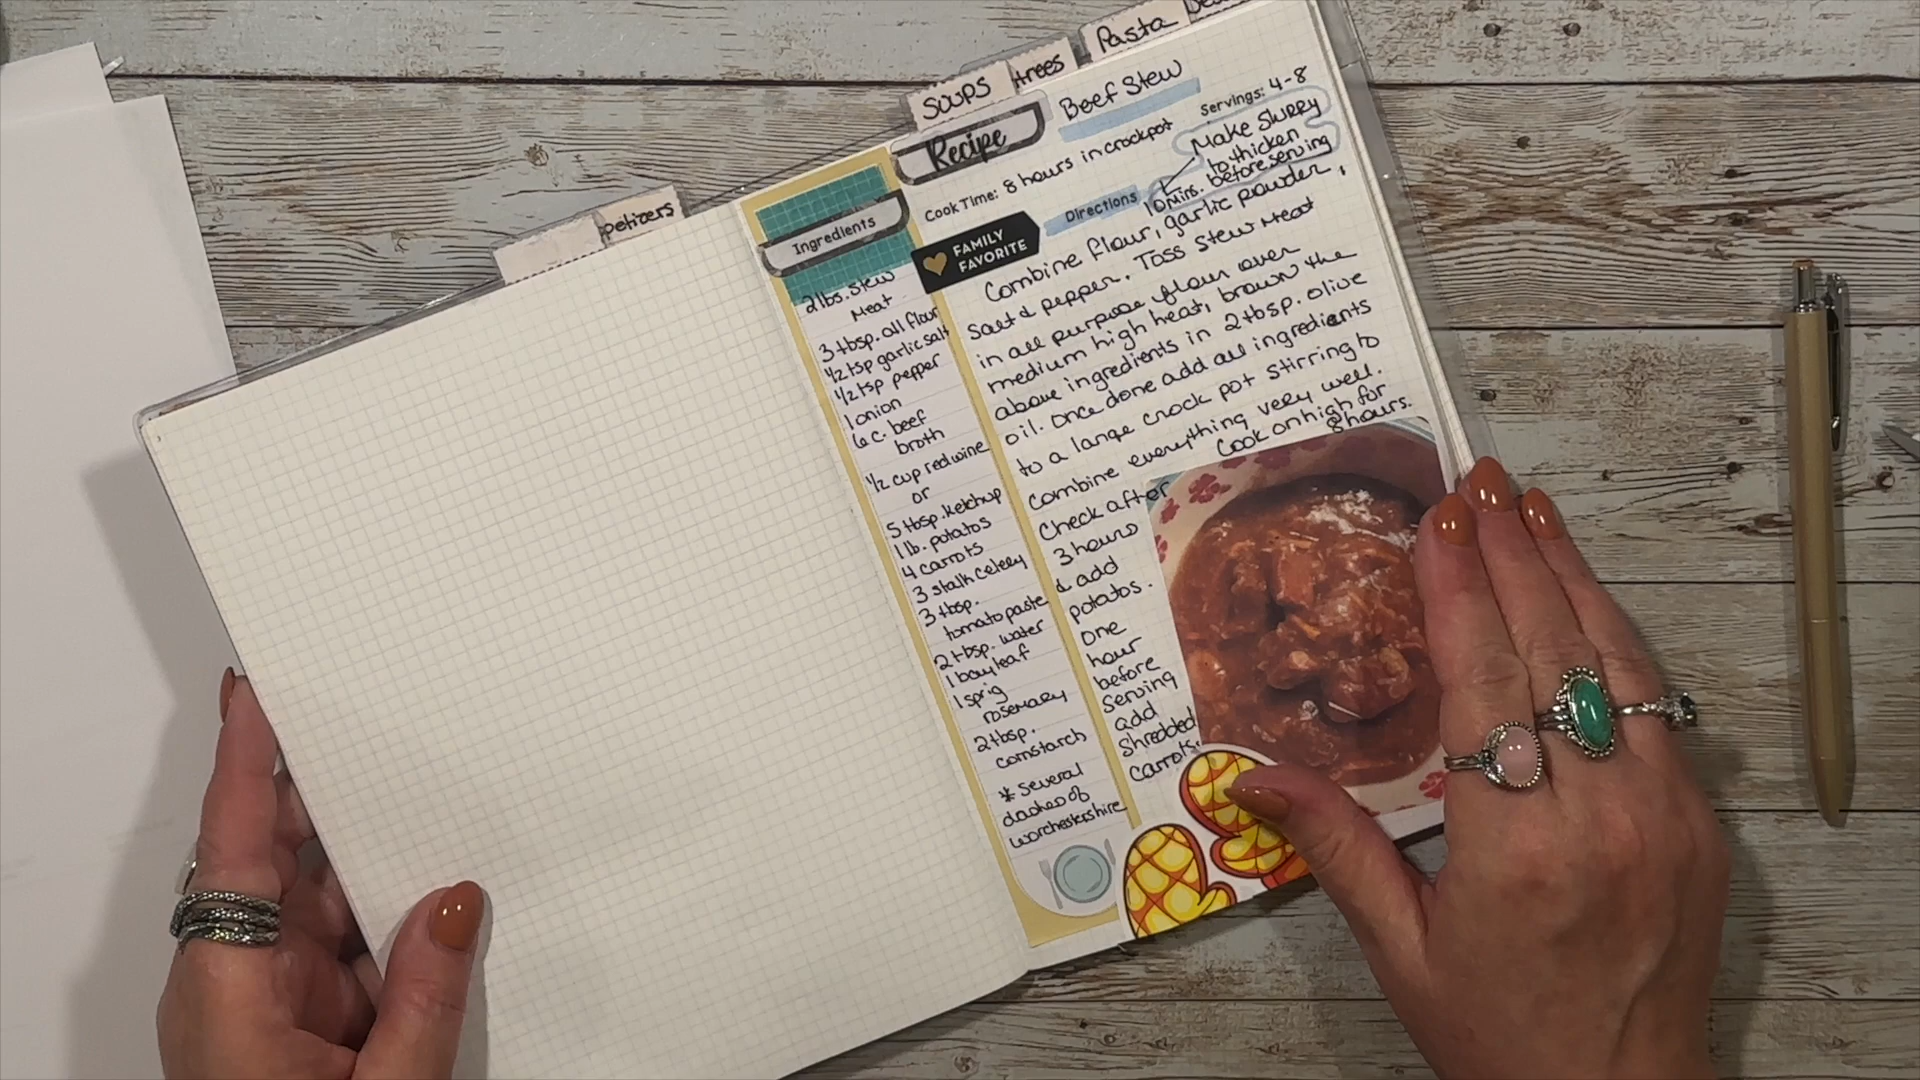 petizers
SOUPS
trees
Pasta
Recipe
Beef Stew
Servings: 4-8
Cook Time: 8 hours in crockpot
Make Slurry
to thicken
10 mins. before serving
Ingredients
2 lbs. stew
Meat
3 tbsp. all flour
1/2 tsp garlic salt
1/2 tsp pepper
1 onion
6 c. beef
broth
1/2 cup red wine
or
5 tbsp. ketchup
1 lb. potatos
4 carrots
3 stalk celery
3 tbsp.
tomato paste
2 tbsp. water
1 bay leaf
1 sprig
rosemary
2 tbsp.
cornstarch
* several
dashes of
worchestershire
FAMILY
FAVORITE
Directions
Combine flour, garlic powder,
salt & pepper. Toss stew meat
in all purpose flour over
medium high heat, brown the
above ingredients in 2 tbsp. olive
oil. Once done add all ingredients
to a large crock pot stirring to
combine everything very well.
Cook on high for
8 hours.
Check after
3 hours
& add
potatos.
One
hour
before
serving
add
shredded
carrots.